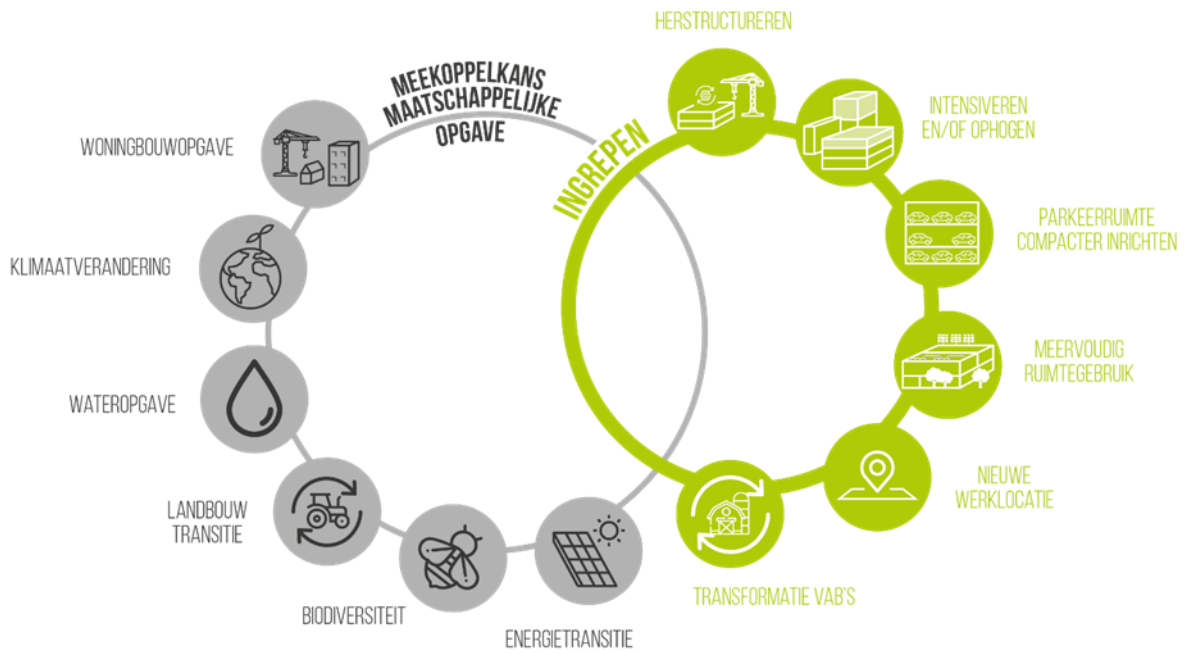 MEEKOPPELKANS
MAATSCHAPPELIJKE
OPGAVE
WONINGBOUWOPGAVE
KLIMAATVERANDERING
WATEROPGAVE
LANDBOUW
TRANSITIE
BIODIVERSITEIT
ENERGIETRANSITIE
INGREPEN
HERSTRUCTUREREN
INTENSIVEREN
EN/OF OPHOGEN
PARKEERRUIMTE
COMPACTER INRICHTEN
MEERVOUDIG
RUIMTEGEBRUIK
NIEUWE
WERKLOCATIE
TRANSFORMATIE VAB'S